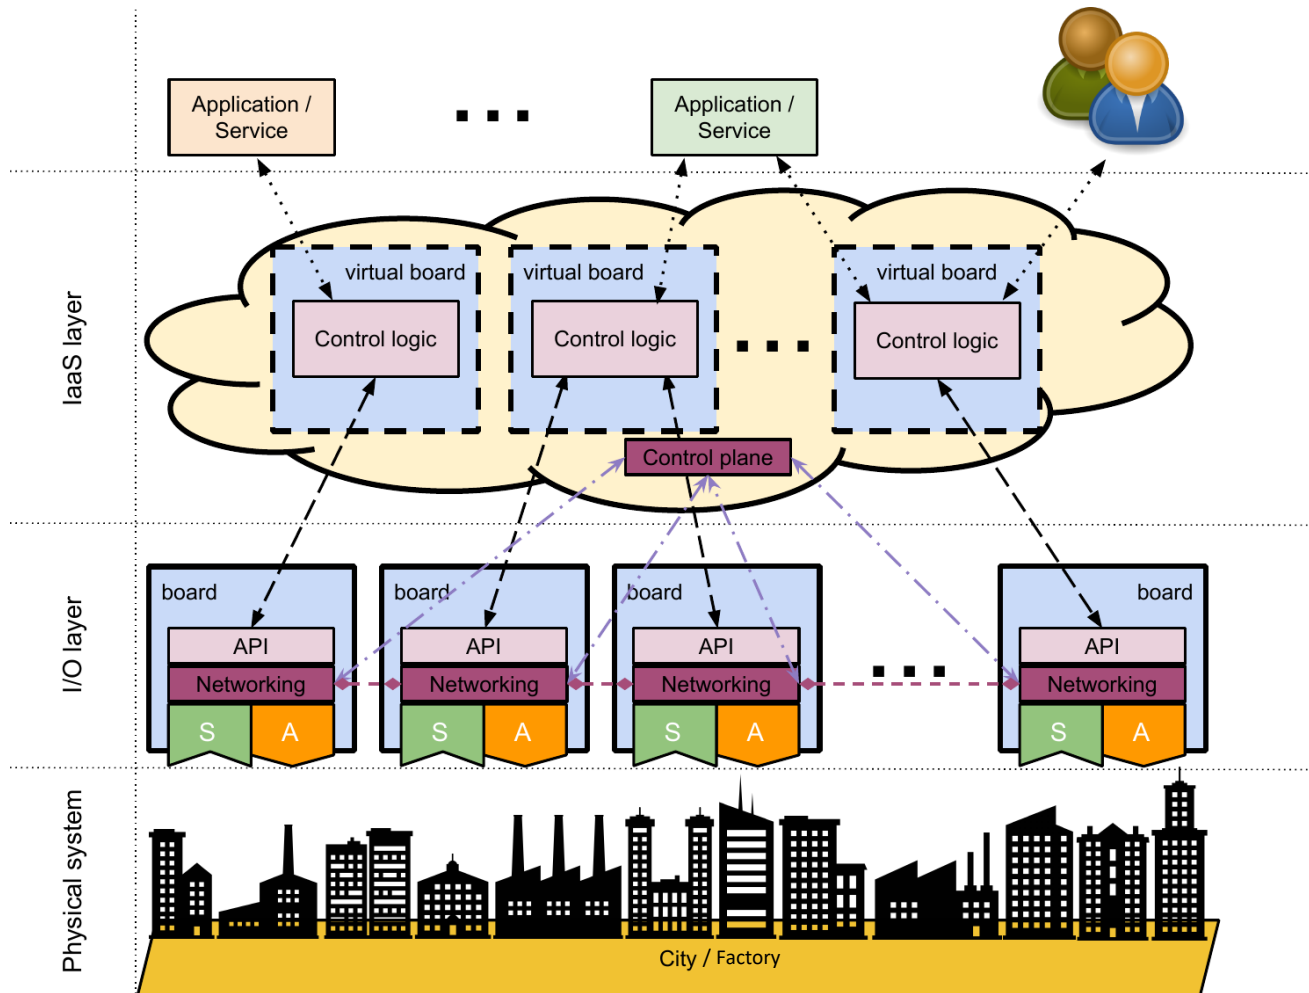 Application /
Service
Application /
Service
IaaS layer
virtual board
virtual board
virtual board
Control logic
Control logic
Control logic
Control plane
I/O layer
board
board
board
board
API
API
API
API
Networking
Networking
Networking
Networking
S A
S A
S A
S A
Physical system
City / Factory